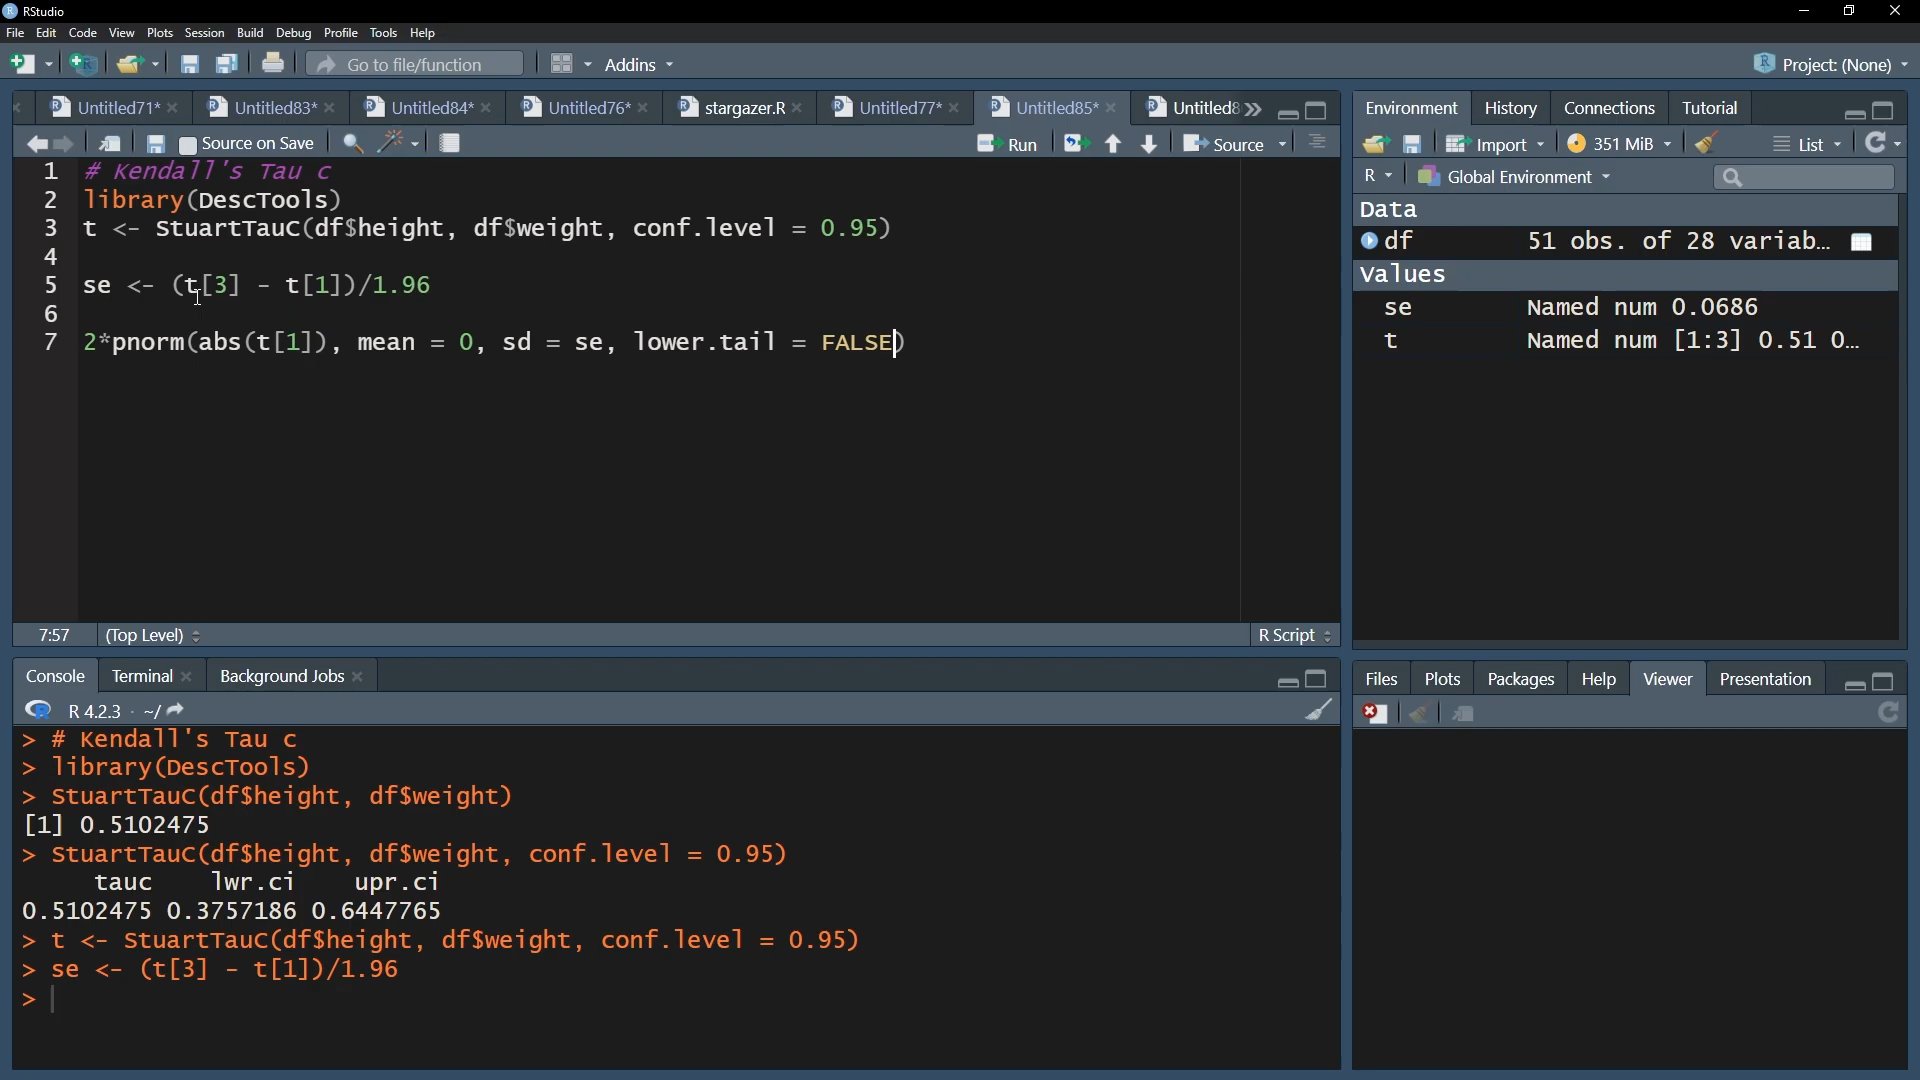 RStudio
File Edit Code View Plots Session Build Debug Profile Tools Help
Go to file/function Addins Project: (None)
Untitled71* Untitled83* Untitled84* Untitled76* stargazer.R Untitled77* Untitled85* Untitled8
Source on Save Run Source
1 # Kendall's Tau c
2 library(DescTools)
3 t <- StuartTauC(df$height, df$weight, conf.level = 0.95)
4
5 se <- (t[3] - t[1])/1.96
6
7 2*pnorm(abs(t[1]), mean = 0, sd = se, lower.tail = FALSE)
7:57 (Top Level) R Script
Console Terminal Background Jobs
R 4.2.3 · ~/
> # Kendall's Tau c
> library(DescTools)
> StuartTauC(df$height, df$weight)
[1] 0.5102475
> StuartTauC(df$height, df$weight, conf.level = 0.95)
tauc lwr.ci upr.ci
0.5102475 0.3757186 0.6447765
> t <- StuartTauC(df$height, df$weight, conf.level = 0.95)
> se <- (t[3] - t[1])/1.96
>
Environment History Connections Tutorial
Import 351 MiB List
R Global Environment
Data
df 51 obs. of 28 variab...
Values
se Named num 0.0686
t Named num [1:3] 0.51 0...
Files Plots Packages Help Viewer Presentation